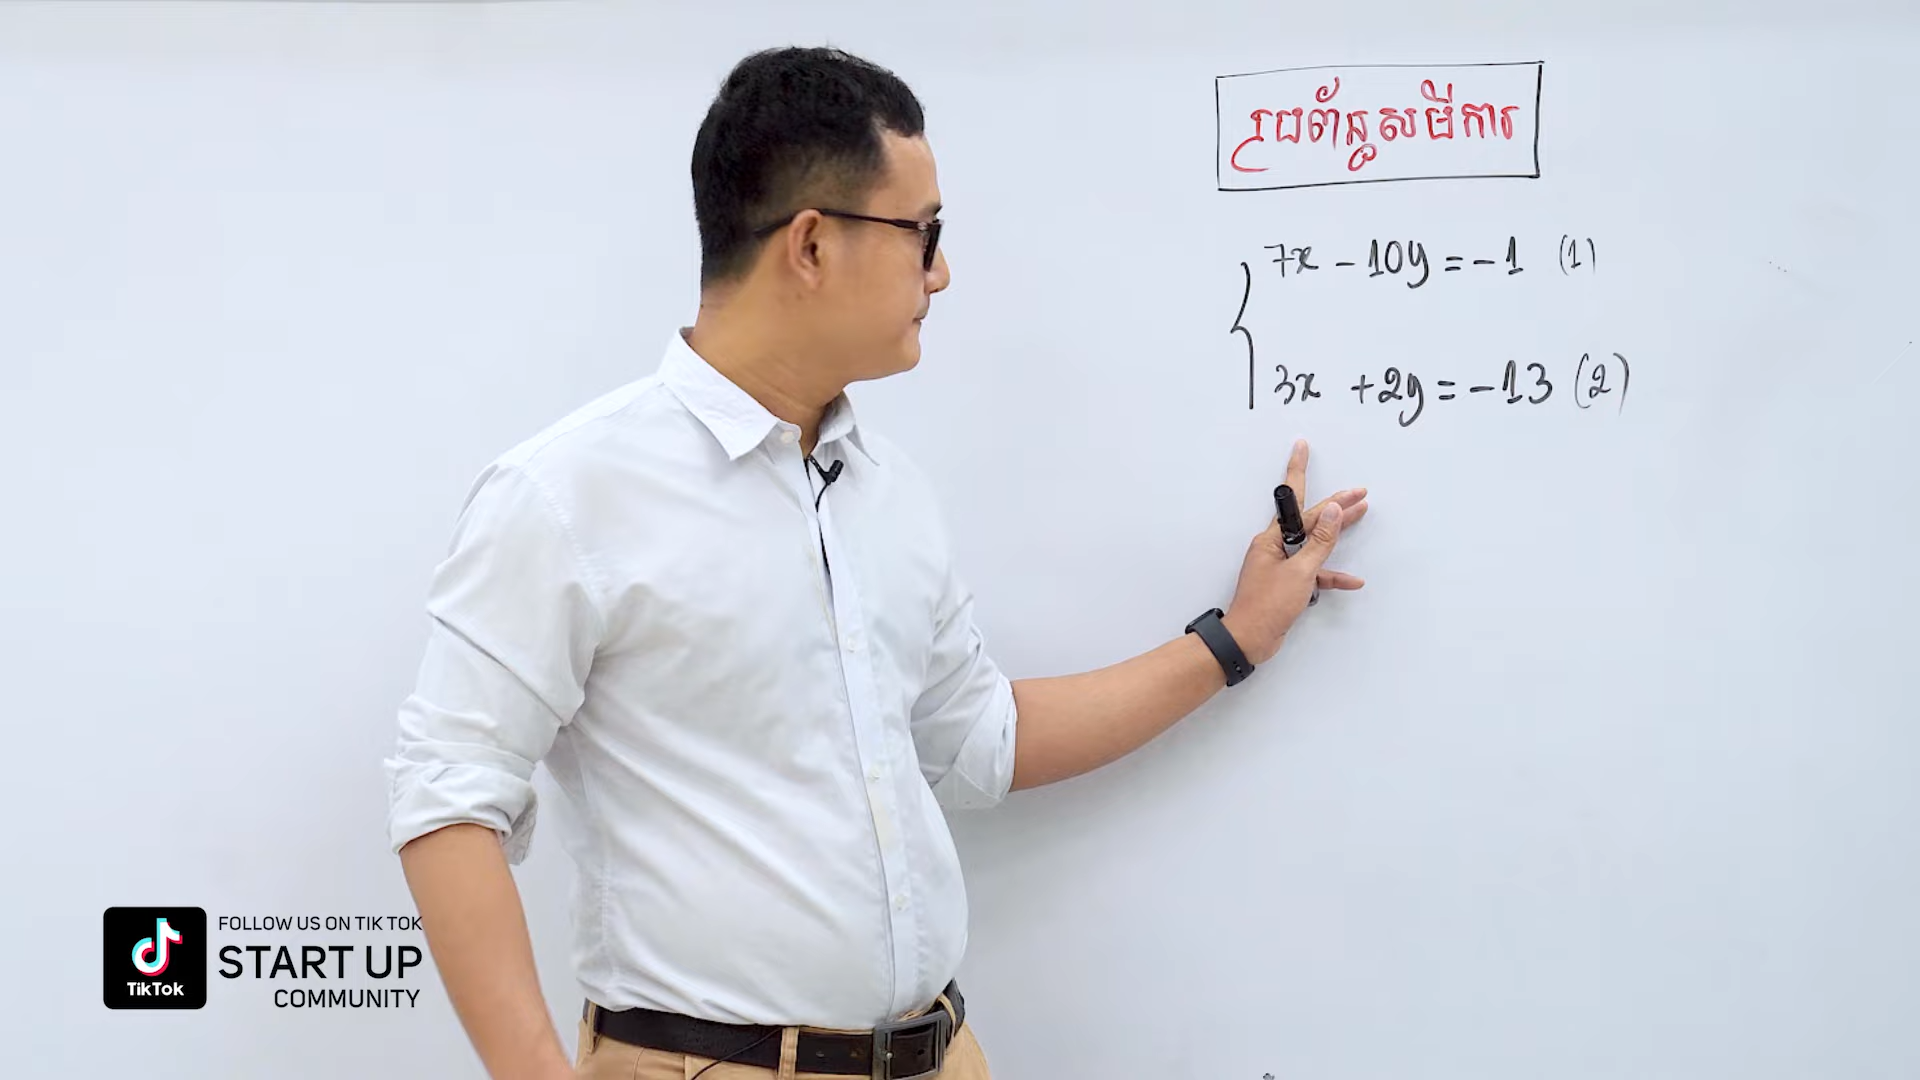 ប្រព័ន្ធសមីការ
7x - 10y = -1 (1)
3x + 2y = -13 (2)
FOLLOW US ON TIK TOK
START UP
COMMUNITY
TikTok